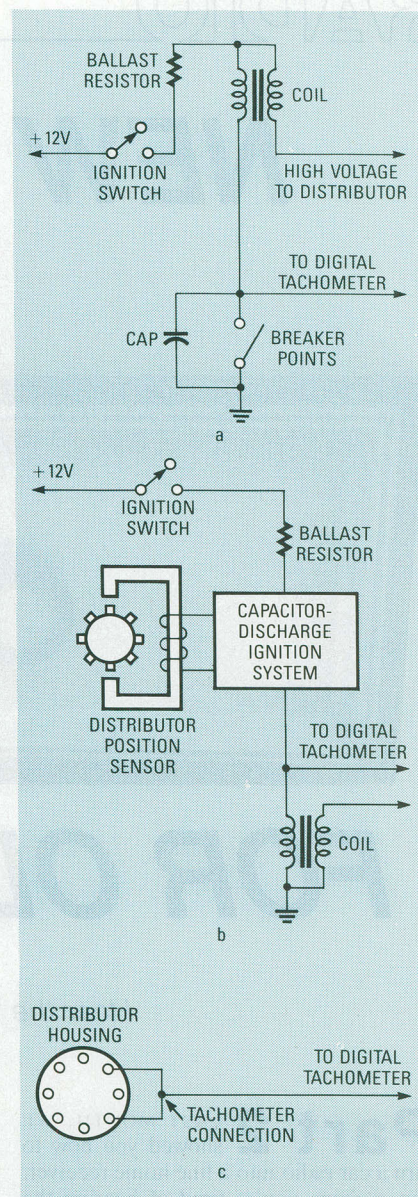 BALLAST
RESISTOR
COIL
+12V
IGNITION
SWITCH
HIGH VOLTAGE
TO DISTRIBUTOR
TO DIGITAL
TACHOMETER
CAP
BREAKER
POINTS
a
+12V
IGNITION
SWITCH
BALLAST
RESISTOR
CAPACITOR-
DISCHARGE
IGNITION
SYSTEM
DISTRIBUTOR
POSITION
SENSOR
TO DIGITAL
TACHOMETER
COIL
b
DISTRIBUTOR
HOUSING
TO DIGITAL
TACHOMETER
TACHOMETER
CONNECTION
c